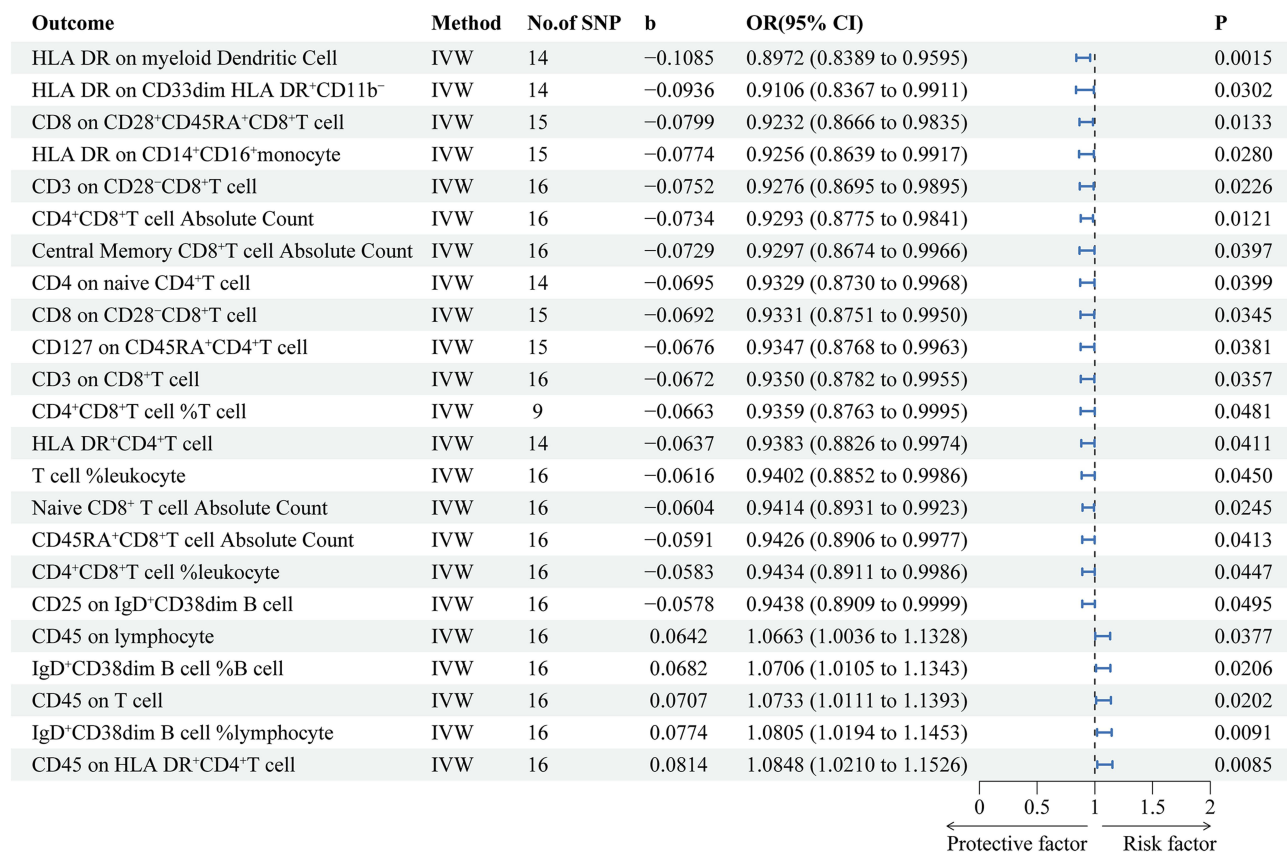 Outcome Method No.of SNP b OR(95% CI) P
HLA DR on myeloid Dendritic Cell IVW 14 −0.1085 0.8972 (0.8389 to 0.9595) 0.0015
HLA DR on CD33dim HLA DR⁺CD11b⁻ IVW 14 −0.0936 0.9106 (0.8367 to 0.9911) 0.0302
CD8 on CD28⁺CD45RA⁺CD8⁺T cell IVW 15 −0.0799 0.9232 (0.8666 to 0.9835) 0.0133
HLA DR on CD14⁺CD16⁺monocyte IVW 15 −0.0774 0.9256 (0.8639 to 0.9917) 0.0280
CD3 on CD28⁻CD8⁺T cell IVW 16 −0.0752 0.9276 (0.8695 to 0.9895) 0.0226
CD4⁺CD8⁺T cell Absolute Count IVW 16 −0.0734 0.9293 (0.8775 to 0.9841) 0.0121
Central Memory CD8⁺T cell Absolute Count IVW 16 −0.0729 0.9297 (0.8674 to 0.9966) 0.0397
CD4 on naive CD4⁺T cell IVW 14 −0.0695 0.9329 (0.8730 to 0.9968) 0.0399
CD8 on CD28⁻CD8⁺T cell IVW 15 −0.0692 0.9331 (0.8751 to 0.9950) 0.0345
CD127 on CD45RA⁺CD4⁺T cell IVW 15 −0.0676 0.9347 (0.8768 to 0.9963) 0.0381
CD3 on CD8⁺T cell IVW 16 −0.0672 0.9350 (0.8782 to 0.9955) 0.0357
CD4⁺CD8⁺T cell %T cell IVW 9 −0.0663 0.9359 (0.8763 to 0.9995) 0.0481
HLA DR⁺CD4⁺T cell IVW 14 −0.0637 0.9383 (0.8826 to 0.9974) 0.0411
T cell %leukocyte IVW 16 −0.0616 0.9402 (0.8852 to 0.9986) 0.0450
Naive CD8⁺ T cell Absolute Count IVW 16 −0.0604 0.9414 (0.8931 to 0.9923) 0.0245
CD45RA⁺CD8⁺T cell Absolute Count IVW 16 −0.0591 0.9426 (0.8906 to 0.9977) 0.0413
CD4⁺CD8⁺T cell %leukocyte IVW 16 −0.0583 0.9434 (0.8911 to 0.9986) 0.0447
CD25 on IgD⁺CD38dim B cell IVW 16 −0.0578 0.9438 (0.8909 to 0.9999) 0.0495
CD45 on lymphocyte IVW 16 0.0642 1.0663 (1.0036 to 1.1328) 0.0377
IgD⁺CD38dim B cell %B cell IVW 16 0.0682 1.0706 (1.0105 to 1.1343) 0.0206
CD45 on T cell IVW 16 0.0707 1.0733 (1.0111 to 1.1393) 0.0202
IgD⁺CD38dim B cell %lymphocyte IVW 16 0.0774 1.0805 (1.0194 to 1.1453) 0.0091
CD45 on HLA DR⁺CD4⁺T cell IVW 16 0.0814 1.0848 (1.0210 to 1.1526) 0.0085
0 0.5 1 1.5 2
Protective factor Risk factor